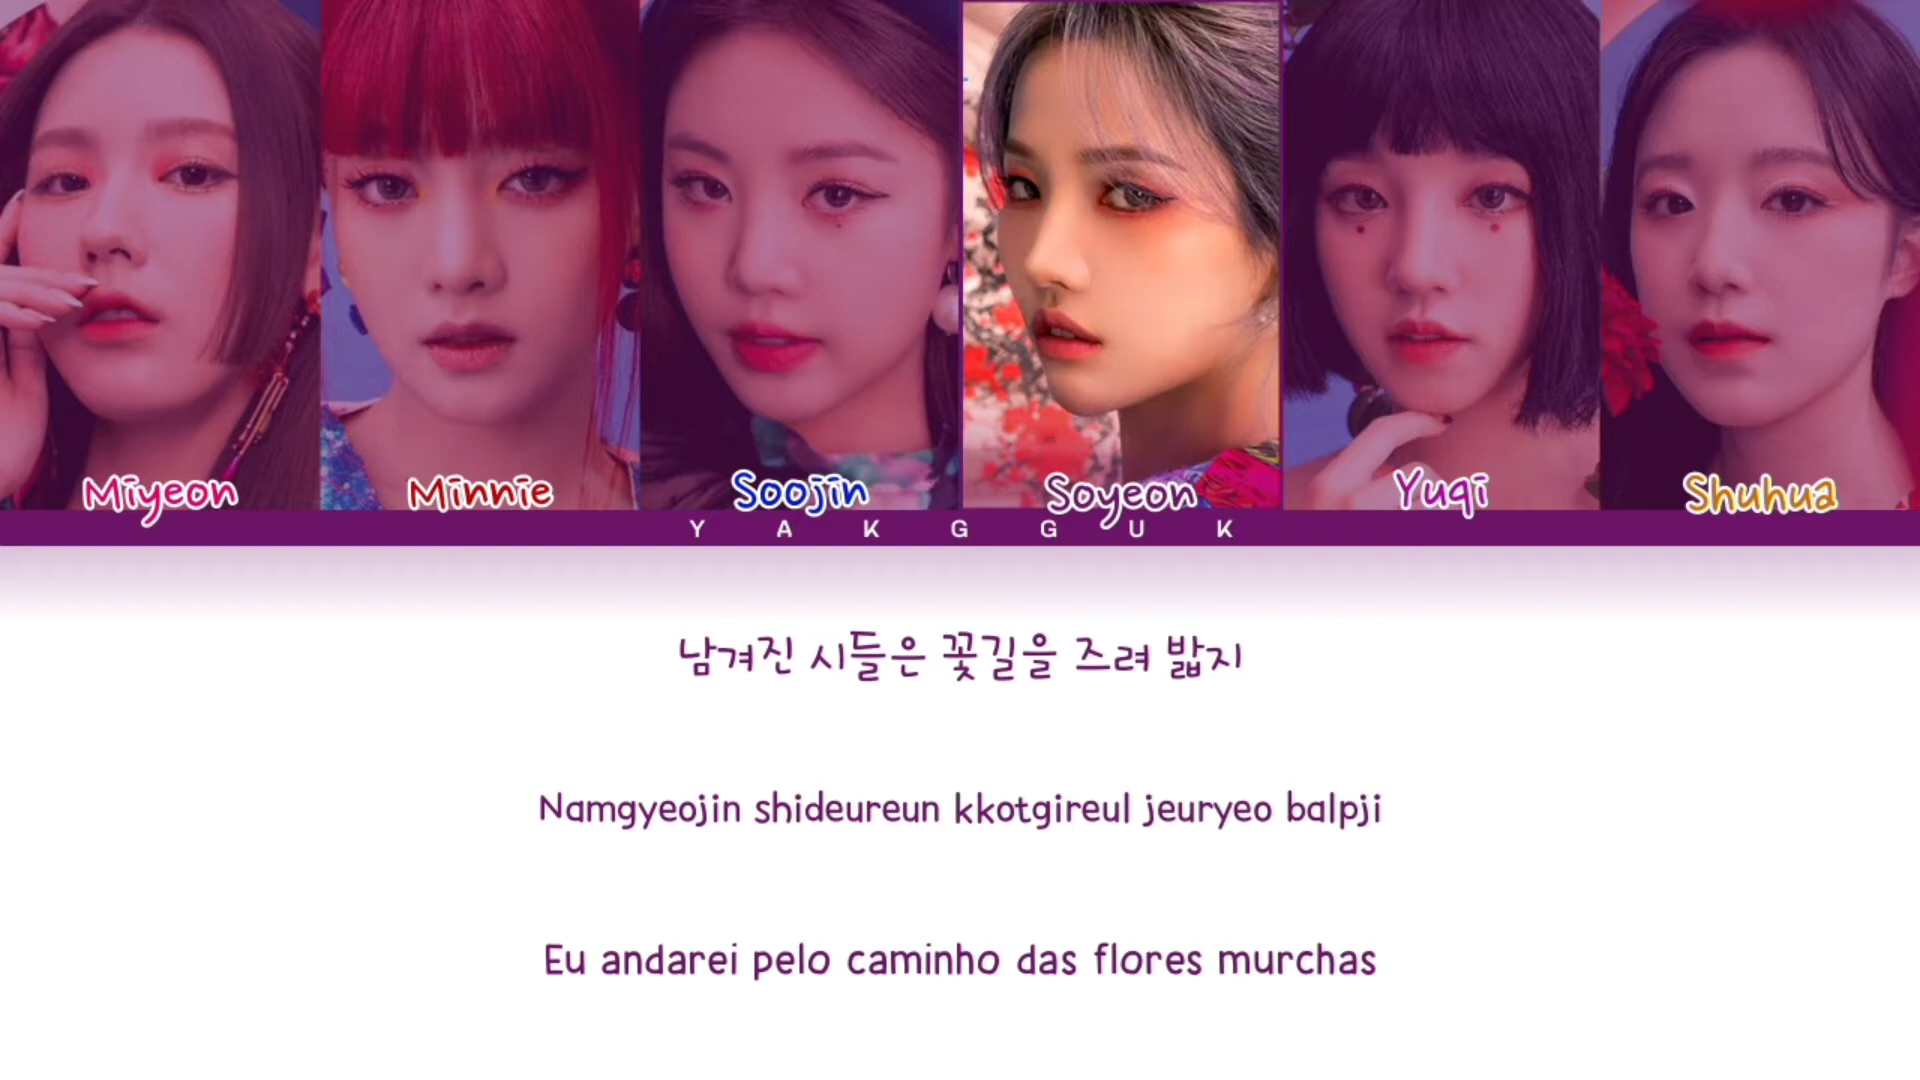 Miyeon Minnie Soojin Soyeon Yuqi Shuhua
YAKGGUK
남겨진 시들은 꽃길을 즈려 밟지
Namgyeojin shideureun kkotgireul jeuryeo balpji
Eu andarei pelo caminho das flores murchas